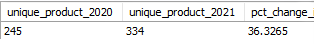 unique_product_2020 unique_product_2021 pct_change_
245 334 36.3265